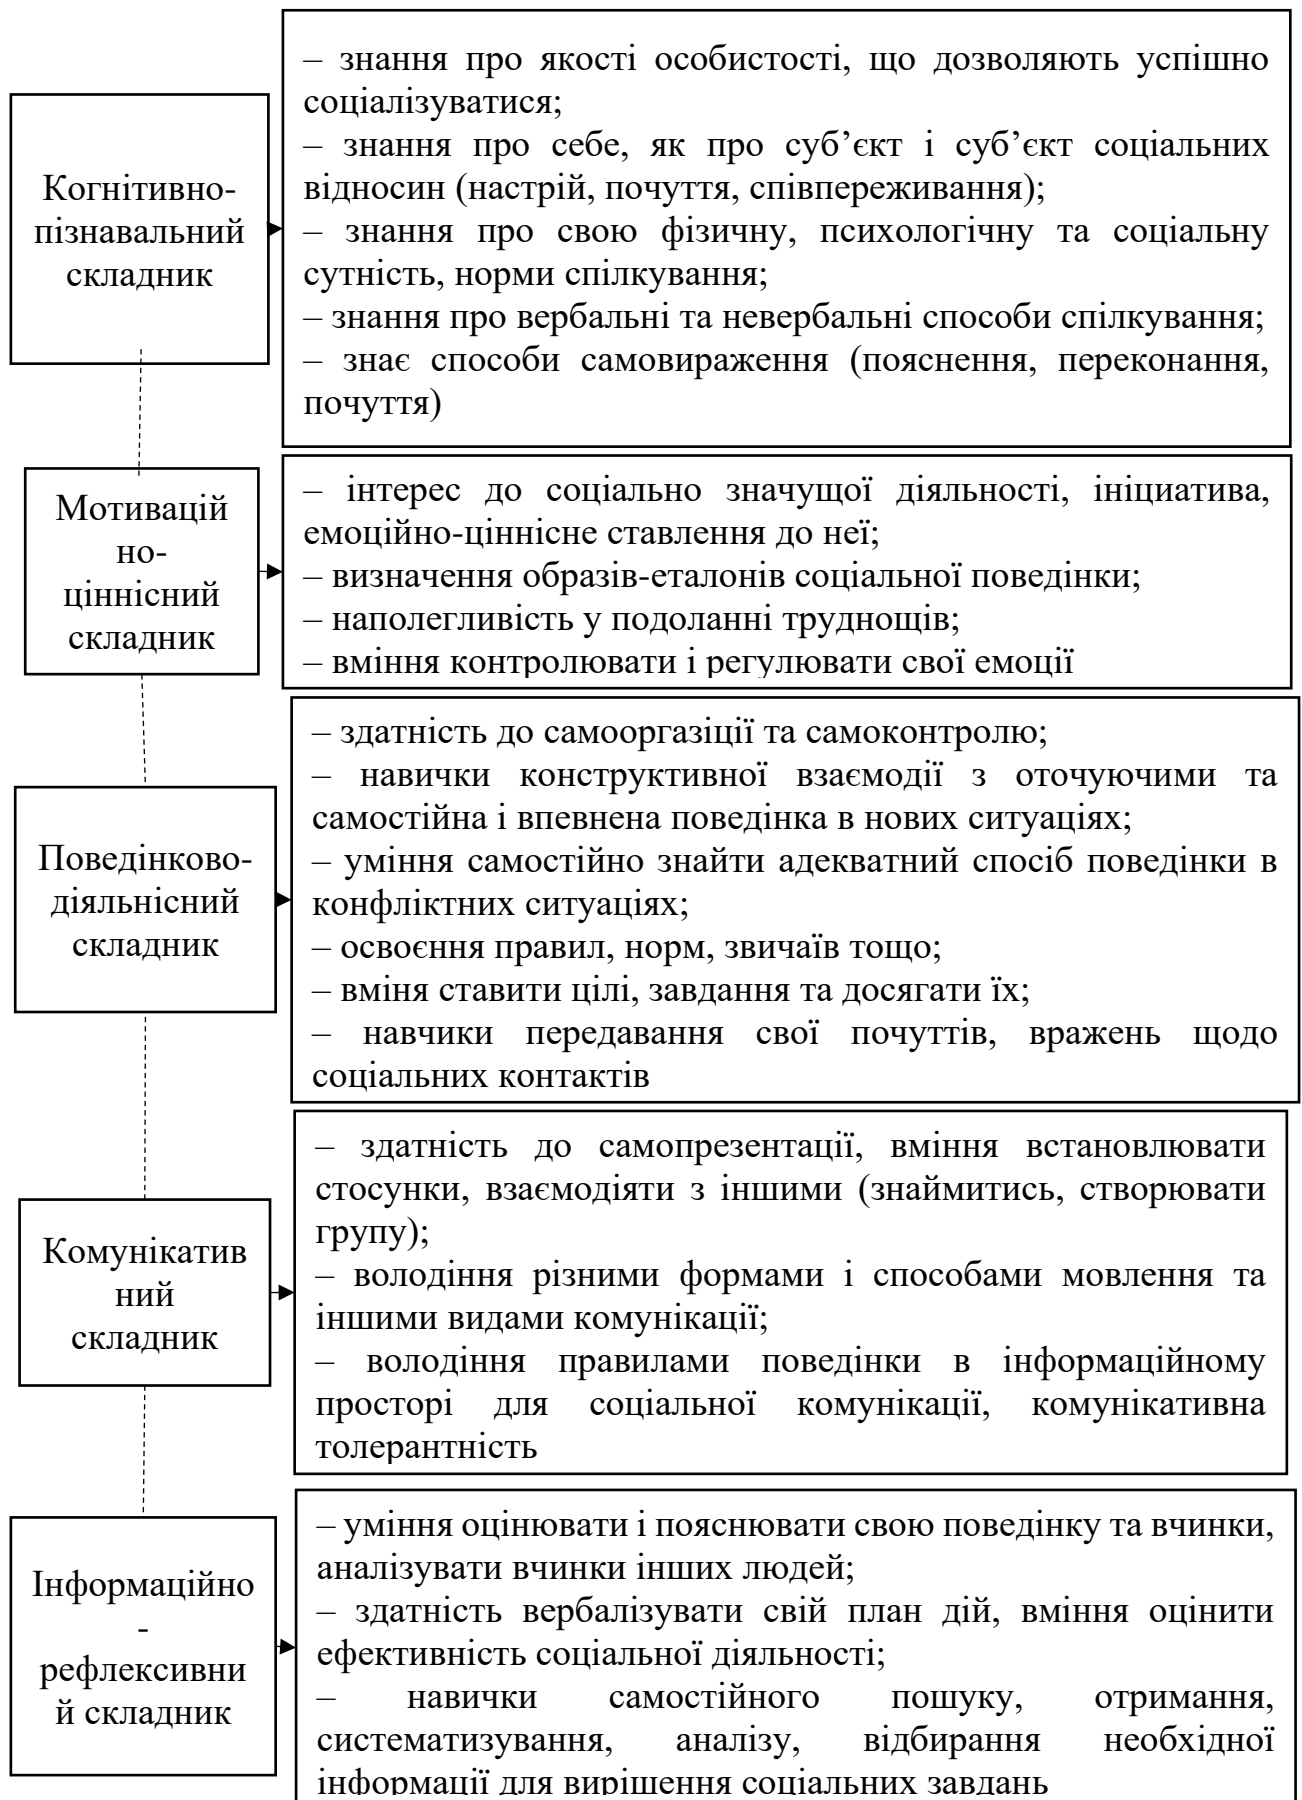 Когнітивно-
пізнавальний
складник
– знання про якості особистості, що дозволяють успішно
соціалізуватися;
– знання про себе, як про суб’єкт і суб’єкт соціальних
відносин (настрій, почуття, співпереживання);
– знання про свою фізичну, психологічну та соціальну
сутність, норми спілкування;
– знання про вербальні та невербальні способи спілкування;
– знає способи самовираження (пояснення, переконання,
почуття)
Мотивацій
но-
ціннісний
складник
– інтерес до соціально значущої діяльності, ініциатива,
емоційно-ціннісне ставлення до неї;
– визначення образів-еталонів соціальної поведінки;
– наполегливість у подоланні труднощів;
– вміння контролювати і регулювати свої емоції
Поведінково-
діяльнісний
складник
– здатність до самооргазіції та самоконтролю;
– навички конструктивної взаємодії з оточуючими та
самостійна і впевнена поведінка в нових ситуаціях;
– уміння самостійно знайти адекватний спосіб поведінки в
конфліктних ситуаціях;
– освоєння правил, норм, звичаїв тощо;
– вміня ставити цілі, завдання та досягати їх;
– навчики передавання свої почуттів, вражень щодо
соціальних контактів
Комунікатив
ний
складник
– здатність до самопрезентації, вміння встановлювати
стосунки, взаємодіяти з іншими (знаймитись, створювати
групу);
– володіння різними формами і способами мовлення та
іншими видами комунікації;
– володіння правилами поведінки в інформаційному
просторі для соціальної комунікації, комунікативна
толерантність
Інформаційно
-
рефлексивни
й складник
– уміння оцінювати і пояснювати свою поведінку та вчинки,
аналізувати вчинки інших людей;
– здатність вербалізувати свій план дій, вміння оцінити
ефективність соціальної діяльності;
– навички самостійного пошуку, отримання,
систематизування, аналізу, відбирання необхідної
інформації для вирішення соціальних завдань